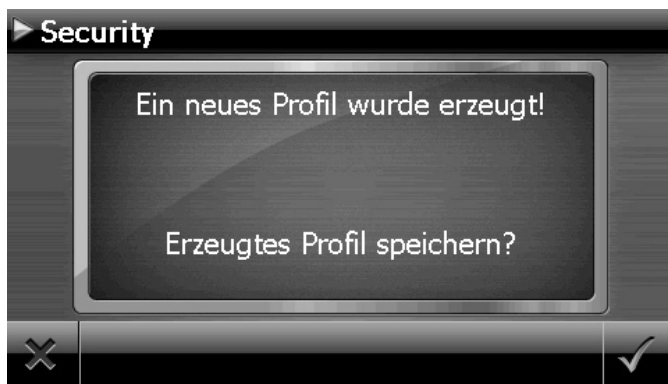 Security
Ein neues Profil wurde erzeugt!
Erzeugtes Profil speichern?